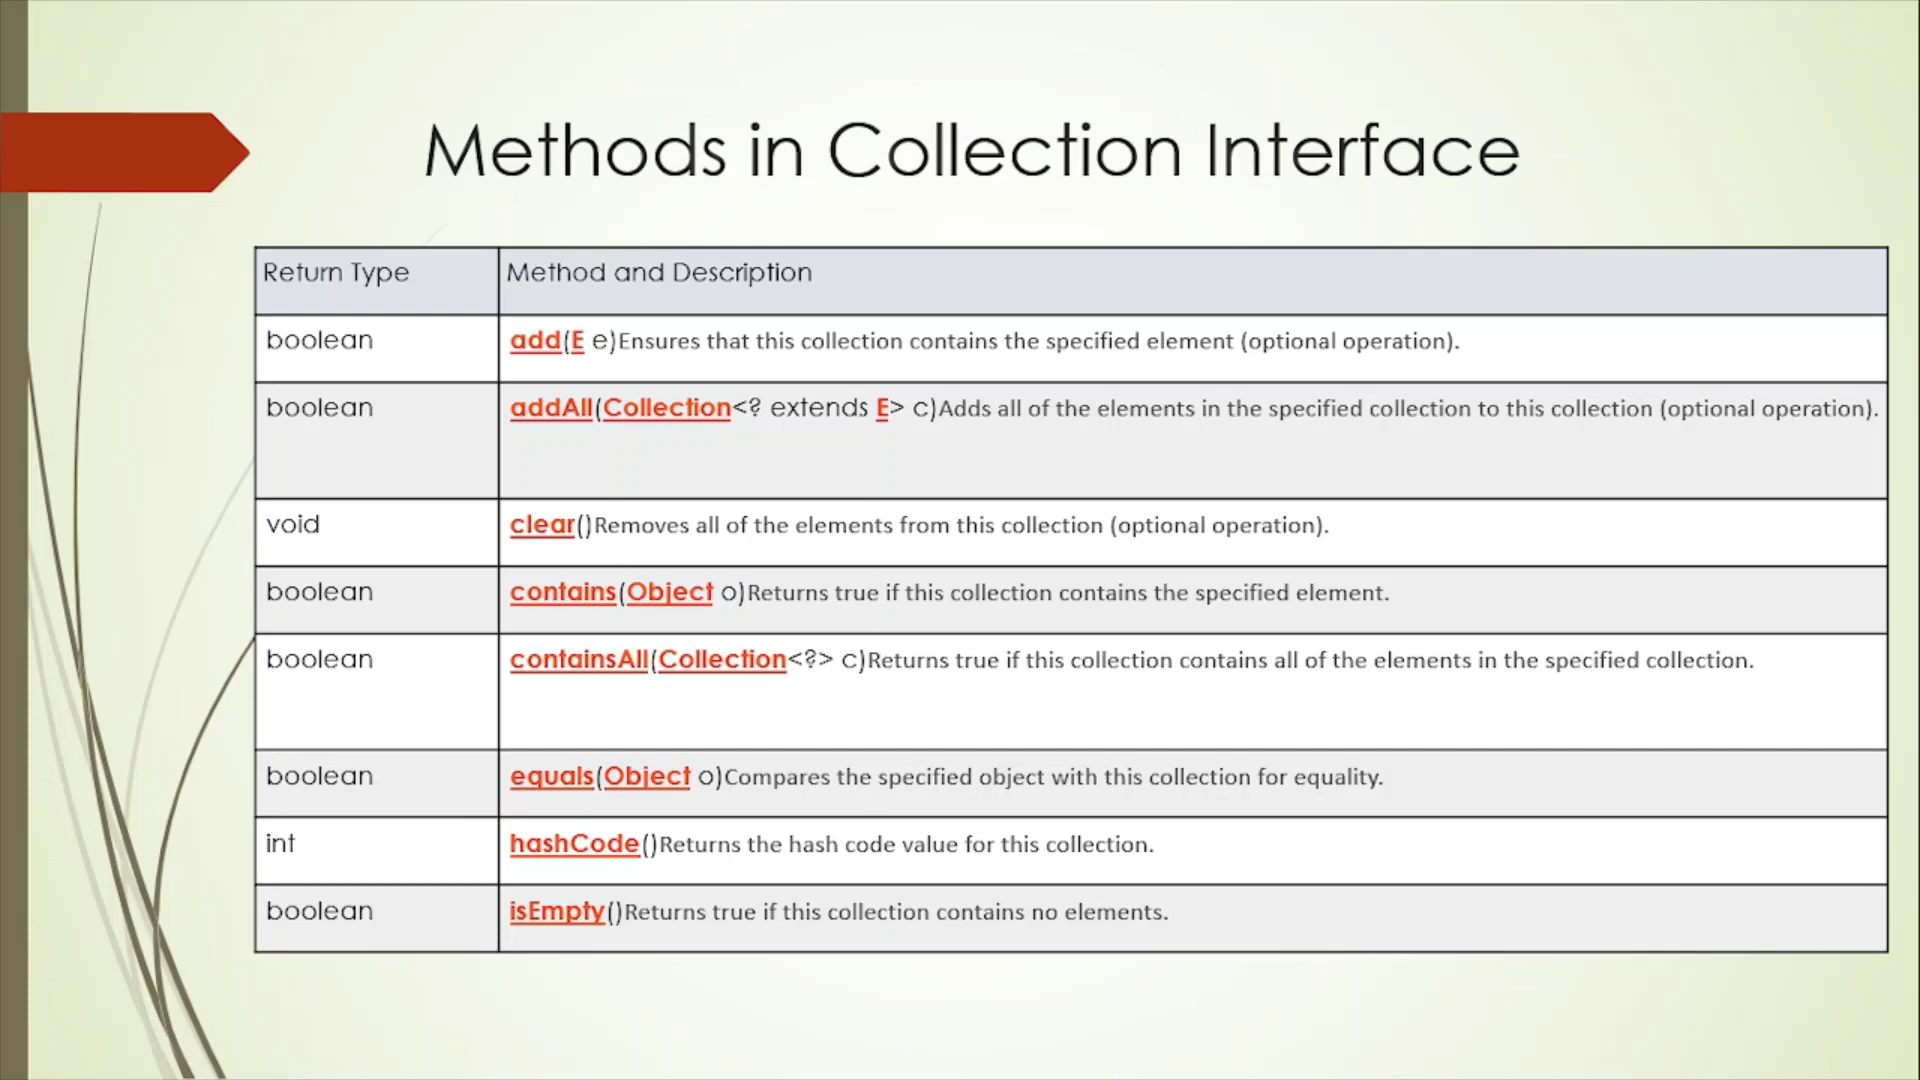 Methods in Collection Interface
Return Type Method and Description
boolean add(E e)Ensures that this collection contains the specified element (optional operation).
boolean addAll(Collection<? extends E> c)Adds all of the elements in the specified collection to this collection (optional operation).
void clear()Removes all of the elements from this collection (optional operation).
boolean contains(Object o)Returns true if this collection contains the specified element.
boolean containsAll(Collection<?> c)Returns true if this collection contains all of the elements in the specified collection.
boolean equals(Object o)Compares the specified object with this collection for equality.
int hashCode()Returns the hash code value for this collection.
boolean isEmpty()Returns true if this collection contains no elements.